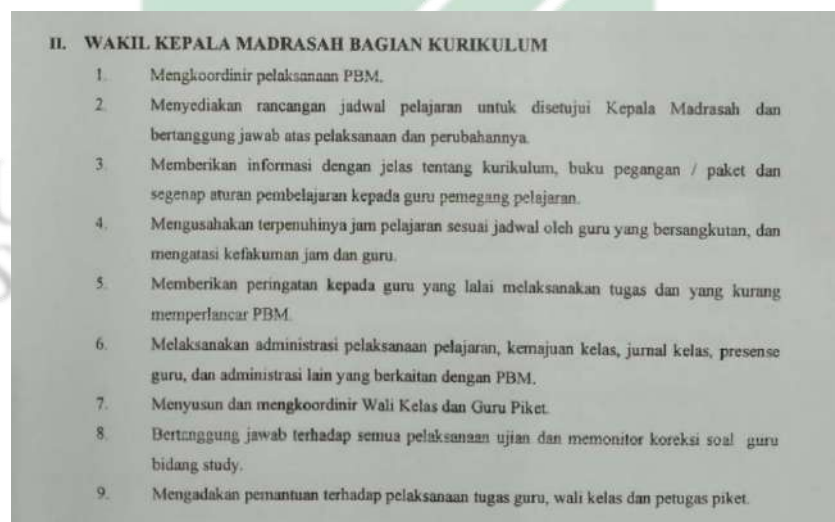 II. WAKIL KEPALA MADRASAH BAGIAN KURIKULUM
1. Mengkoordinir pelaksanaan PBM.
2. Menyediakan rancangan jadwal pelajaran untuk disetujui Kepala Madrasah dan
bertanggung jawab atas pelaksanaan dan perubahannya.
3. Memberikan informasi dengan jelas tentang kurikulum, buku pegangan / paket dan
segenap aturan pembelajaran kepada guru pemegang pelajaran.
4. Mengusahakan terpenuhinya jam pelajaran sesuai jadwal oleh guru yang bersangkutan, dan
mengatasi kefakuman jam dan guru.
5. Memberikan peringatan kepada guru yang lalai melaksanakan tugas dan yang kurang
memperlancar PBM.
6. Melaksanakan administrasi pelaksanaan pelajaran, kemajuan kelas, jurnal kelas, presense
guru, dan administrasi lain yang berkaitan dengan PBM.
7. Menyusun dan mengkoordinir Wali Kelas dan Guru Piket.
8. Bertanggung jawab terhadap semua pelaksanaan ujian dan memonitor koreksi soal guru
bidang study.
9. Mengadakan pemantuan terhadap pelaksanaan tugas guru, wali kelas dan petugas piket.